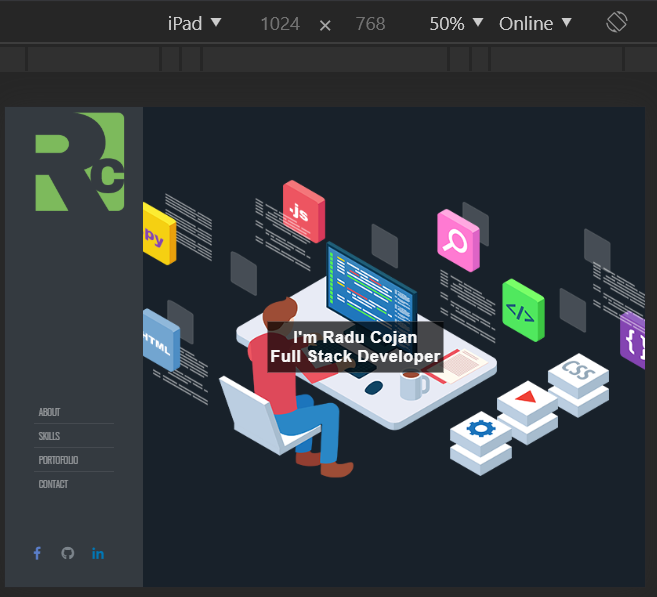 iPad 1024 × 768 50% Online
Rc
.js
py
HTML
</>
{}
CSS
I'm Radu Cojan
Full Stack Developer
ABOUT
SKILLS
PORTOFOLIO
CONTACT
f
in